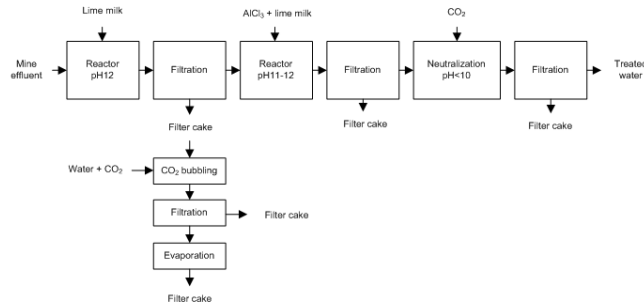 Lime milk
AlCl3 + lime milk
CO2
Mine
effluent
Reactor
pH12
Filtration
Reactor
pH11-12
Filtration
Neutralization
pH<10
Filtration
Treated
water
Filter cake
Filter cake
Filter cake
Water + CO2
CO2 bubbling
Filtration
Filter cake
Evaporation
Filter cake